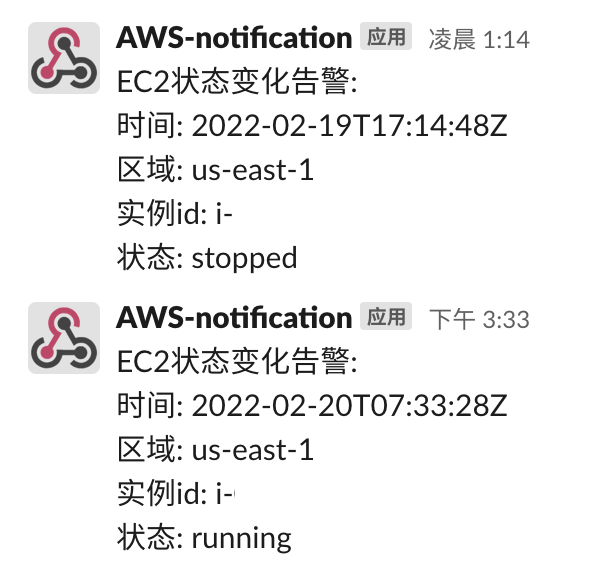 AWS-notification 应用 凌晨 1:14
EC2状态变化告警:
时间: 2022-02-19T17:14:48Z
区域: us-east-1
实例id: i-
状态: stopped
AWS-notification 应用 下午 3:33
EC2状态变化告警:
时间: 2022-02-20T07:33:28Z
区域: us-east-1
实例id: i-
状态: running